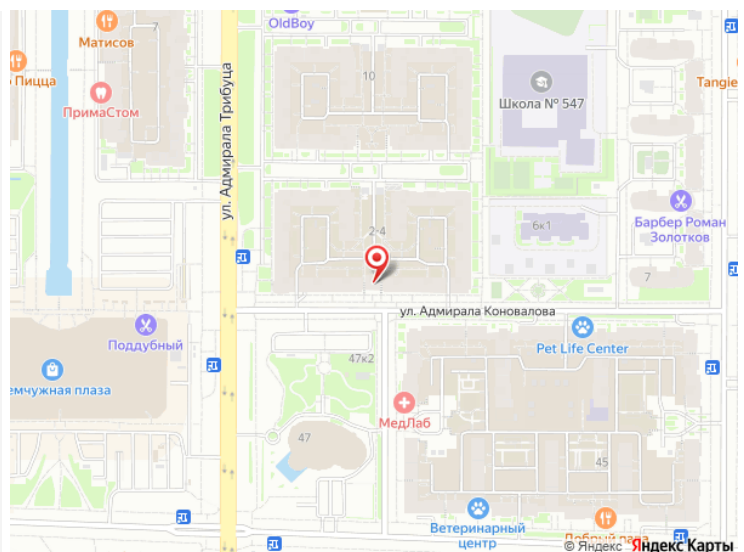 OldBoy
7
Матисов
Пицца
ПримаСтом
10
Школа № 547
Tangie
ул. Адмирала Трибуца
2-4
6к1
Барбер Роман
Золотков
7
ул. Адмирала Коновалова
Поддубный
Pet Life Center
47к2
емчужная плаза
МедЛаб
47
45
Ветеринарный
центр
Добрый папа
© Яндекс Яндекс Карты